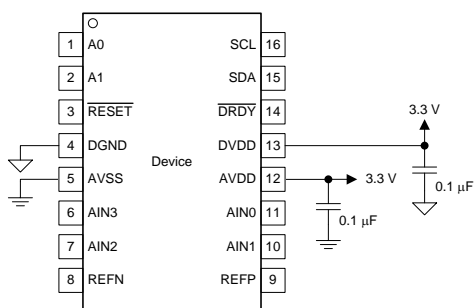 1 A0 SCL 16
2 A1 SDA 15
3 RESET DRDY 14
3.3 V
4 DGND DVDD 13
Device
0.1 µF
5 AVSS AVDD 12 3.3 V
6 AIN3 AIN0 11
0.1 µF
7 AIN2 AIN1 10
8 REFN REFP 9